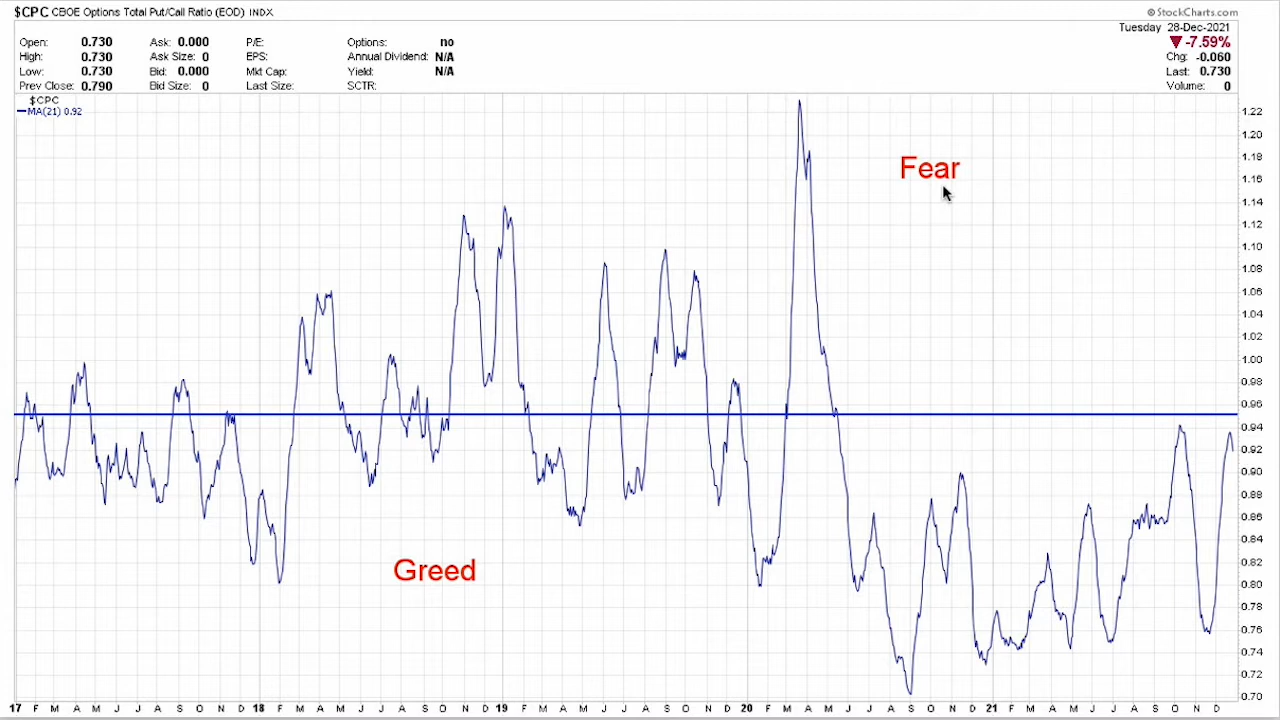 $CPC CBOE Options Total Put/Call Ratio (EOD) INDX
© StockCharts.com
Tuesday 28-Dec-2021
Open: 0.730 Ask: 0.000 P/E: Options: no ▼ -7.59%
High: 0.730 Ask Size: 0 EPS: Annual Dividend: N/A Chg: -0.060
Low: 0.730 Bid: 0.000 Mkt Cap: Yield: N/A Last: 0.730
Prev Close: 0.790 Bid Size: 0 Last Size: SCTR: Volume: 0
$CPC
MA(21) 0.92
1.22
1.20
1.18
Fear
1.16
1.14
1.12
1.10
1.08
1.06
1.04
1.02
1.00
0.98
0.96
0.94
0.92
0.90
0.88
0.86
0.84
0.82
Greed
0.80
0.78
0.76
0.74
0.72
0.70
17 F M A M J J A S O N D 18 F M A M J J A S O N D 19 F M A M J J A S O N D 20 F M A M J J A S O N D 21 F M A M J J A S O N D